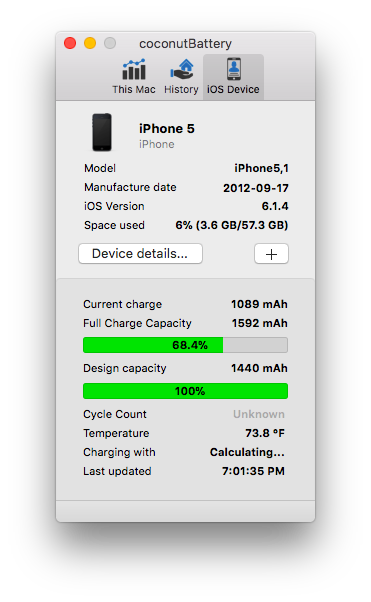 coconutBattery
This Mac History iOS Device
iPhone 5
iPhone
Model iPhone5,1
Manufacture date 2012-09-17
iOS Version 6.1.4
Space used 6% (3.6 GB/57.3 GB)
Device details... +
Current charge 1089 mAh
Full Charge Capacity 1592 mAh
68.4%
Design capacity 1440 mAh
100%
Cycle Count Unknown
Temperature 73.8 ºF
Charging with Calculating...
Last updated 7:01:35 PM